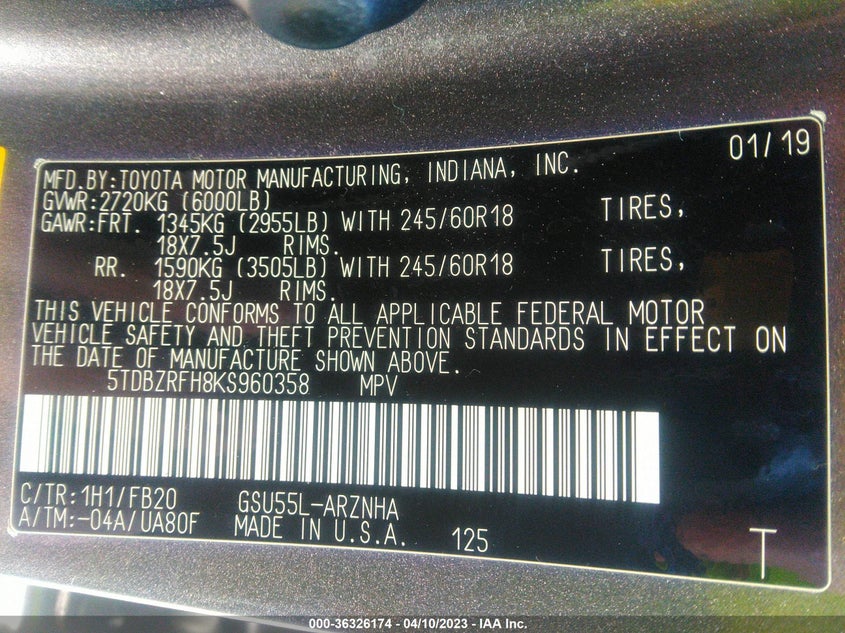 01/19
MFD.BY:TOYOTA MOTOR MANUFACTURING, INDIANA, INC.
GVWR:2720KG (6000LB)
GAWR:FRT. 1345KG (2955LB) WITH 245/60R18 TIRES,
18X7.5J RIMS.
RR. 1590KG (3505LB) WITH 245/60R18 TIRES,
18X7.5J RIMS.
THIS VEHICLE CONFORMS TO ALL APPLICABLE FEDERAL MOTOR
VEHICLE SAFETY AND THEFT PREVENTION STANDARDS IN EFFECT ON
THE DATE OF MANUFACTURE SHOWN ABOVE.
5TDBZRFH8KS960358 MPV
C/TR:1H1/FB20 GSU55L-ARZNHA
A/TM:-04A/UA80F MADE IN U.S.A. 125 T
000-36326174 - 04/10/2023 - IAA Inc.